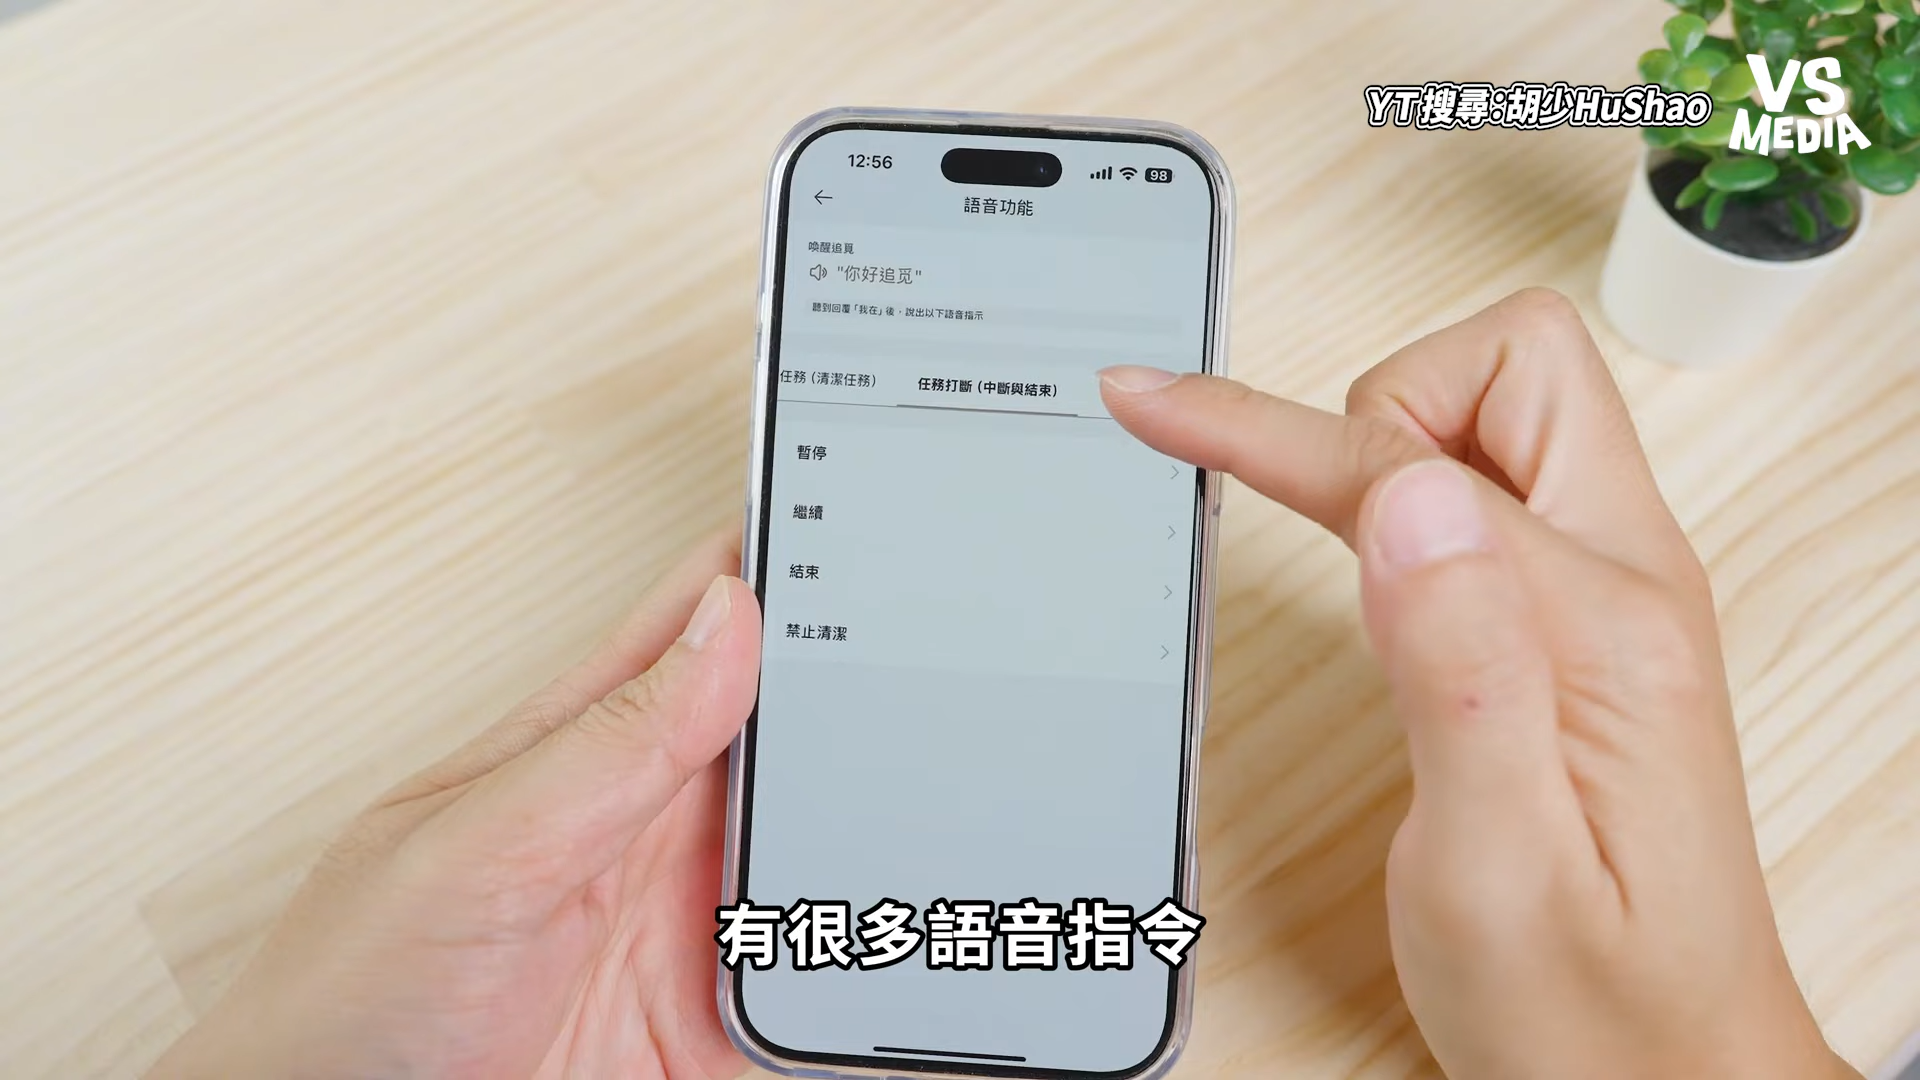 YT搜尋:胡少HuShao
VS
MEDIA
12:56
98
語音功能
喚醒追覓
"你好追觅"
聽到回覆「我在」後，說出以下語音指示
任務（清潔任務）
任務打斷（中斷與結束）
暫停
繼續
結束
禁止清潔
有很多語音指令